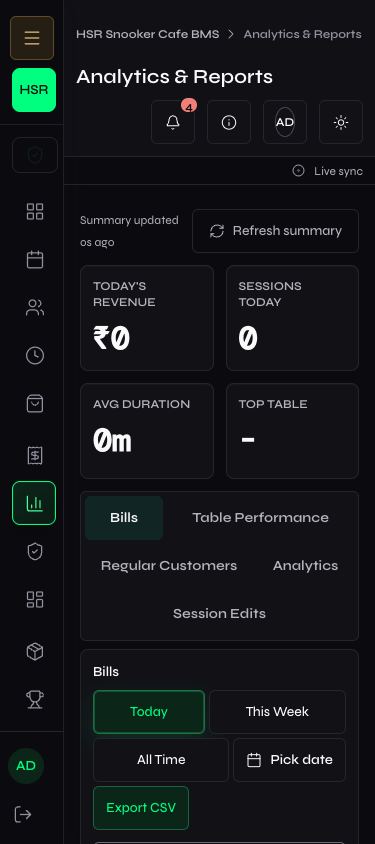 HSR Snooker Cafe BMS > Analytics & Reports
HSR
Analytics & Reports
4
AD
Live sync
Summary updated
0s ago
Refresh summary
TODAY'S
REVENUE
₹0
SESSIONS
TODAY
0
AVG DURATION
0m
TOP TABLE
-
Bills
Table Performance
Regular Customers
Analytics
Session Edits
Bills
Today
This Week
All Time
Pick date
Export CSV
AD